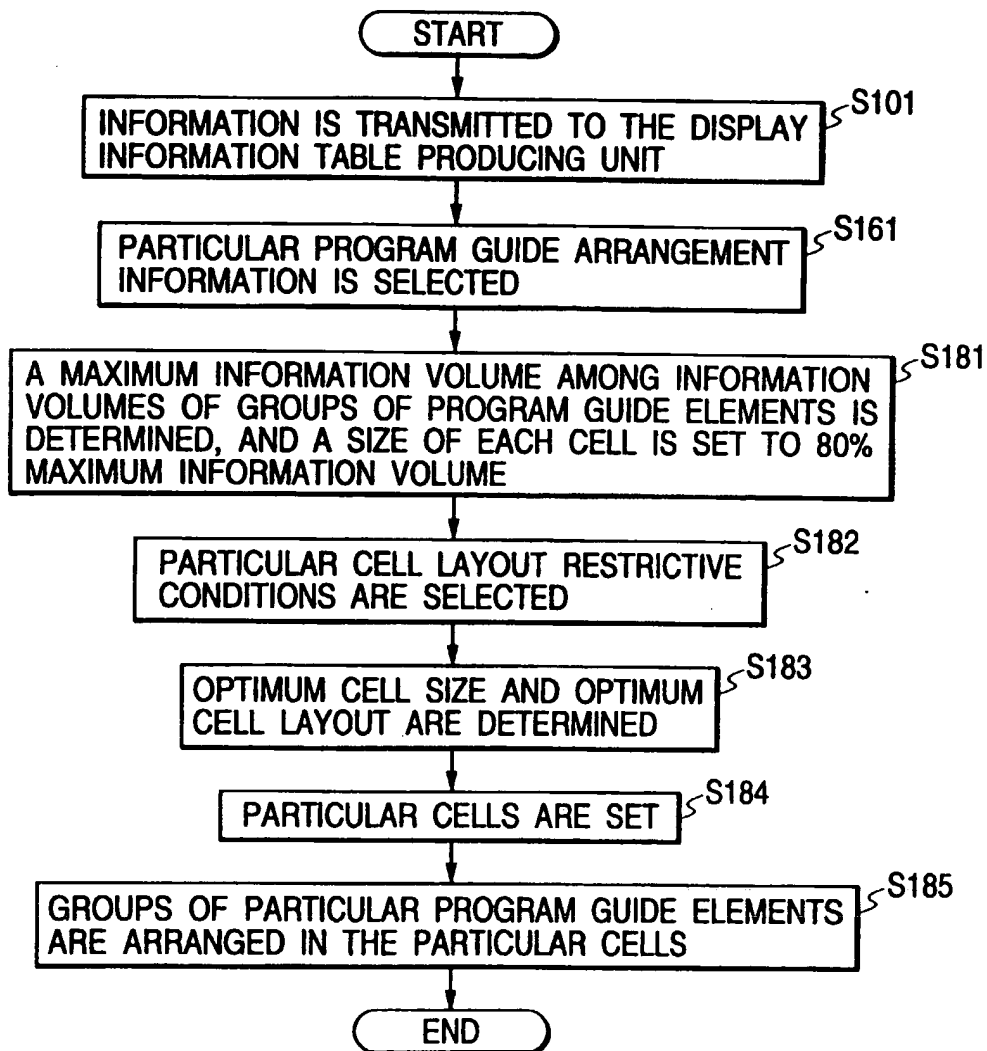 START
S101
INFORMATION IS TRANSMITTED TO THE DISPLAY
INFORMATION TABLE PRODUCING UNIT
S161
PARTICULAR PROGRAM GUIDE ARRANGEMENT
INFORMATION IS SELECTED
S181
A MAXIMUM INFORMATION VOLUME AMONG INFORMATION
VOLUMES OF GROUPS OF PROGRAM GUIDE ELEMENTS IS
DETERMINED, AND A SIZE OF EACH CELL IS SET TO 80%
MAXIMUM INFORMATION VOLUME
S182
PARTICULAR CELL LAYOUT RESTRICTIVE
CONDITIONS ARE SELECTED
S183
OPTIMUM CELL SIZE AND OPTIMUM
CELL LAYOUT ARE DETERMINED
S184
PARTICULAR CELLS ARE SET
S185
GROUPS OF PARTICULAR PROGRAM GUIDE ELEMENTS
ARE ARRANGED IN THE PARTICULAR CELLS
END